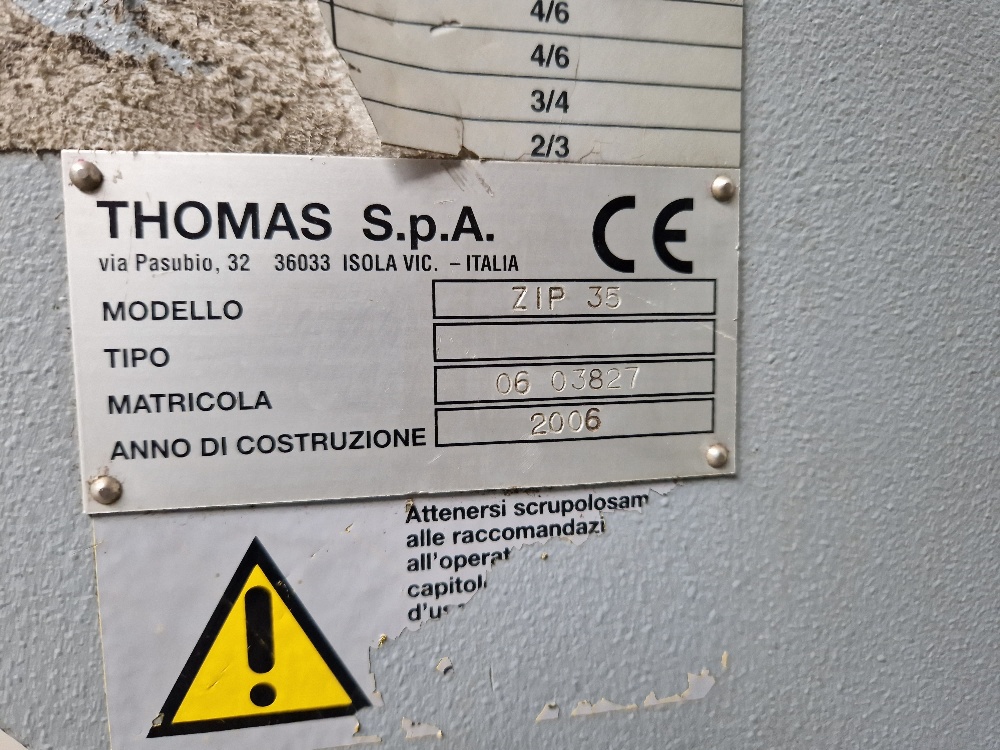 4/6
4/6
3/4
2/3
THOMAS S.p.A. CE
via Pasubio, 32 36033 ISOLA VIC. – ITALIA
MODELLO ZIP 35
TIPO
MATRICOLA 06 03827
ANNO DI COSTRUZIONE 2006
Attenersi scrupolosam
alle raccomandazi
all'operat
capitol
d'us